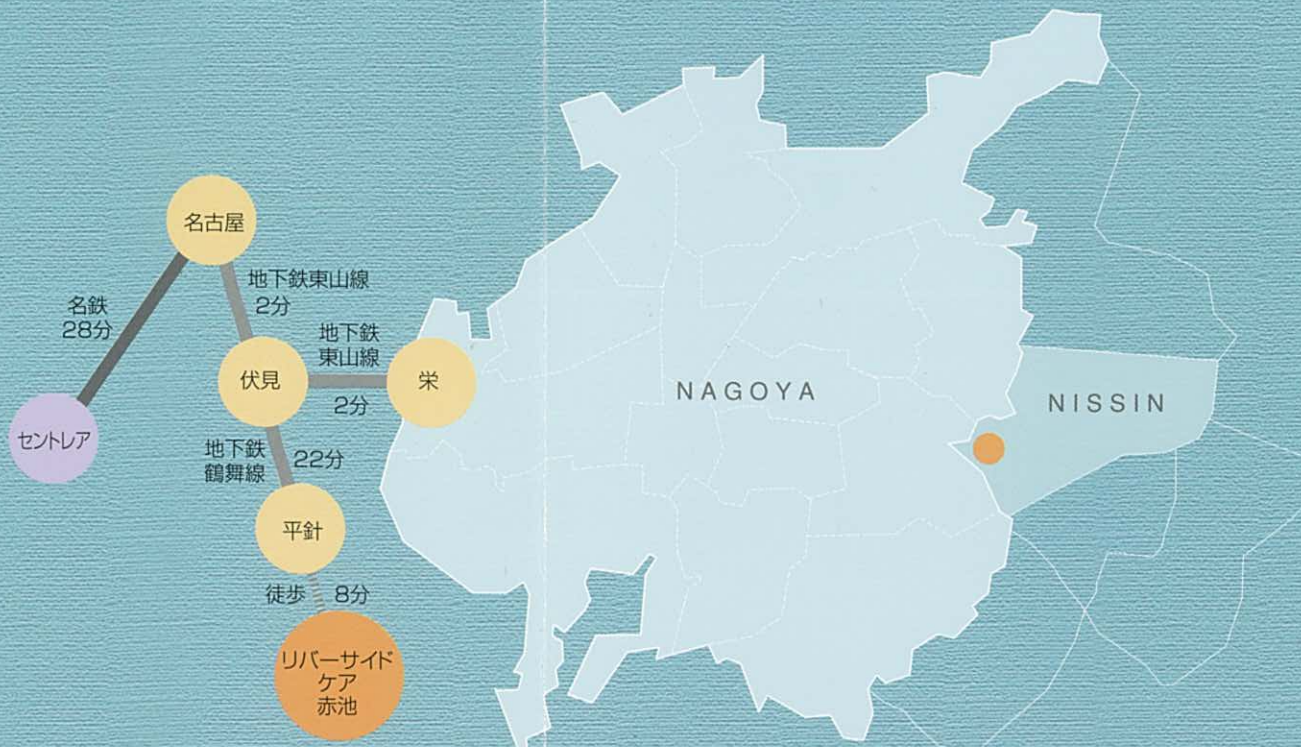 名古屋
地下鉄東山線
2分
名鉄
28分
地下鉄
東山線
2分
伏見
栄
セントレア
地下鉄
鶴舞線
22分
平針
徒歩 8分
リバーサイド
ケア
赤池
NAGOYA
NISSIN